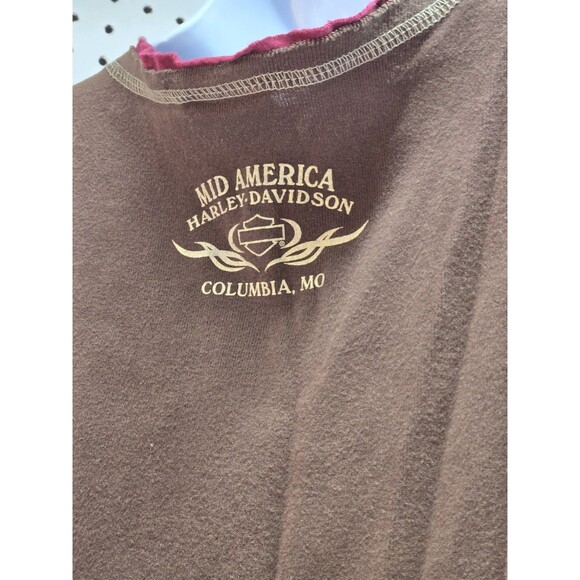 MID AMERICA
HARLEY-DAVIDSON
®
COLUMBIA, MO